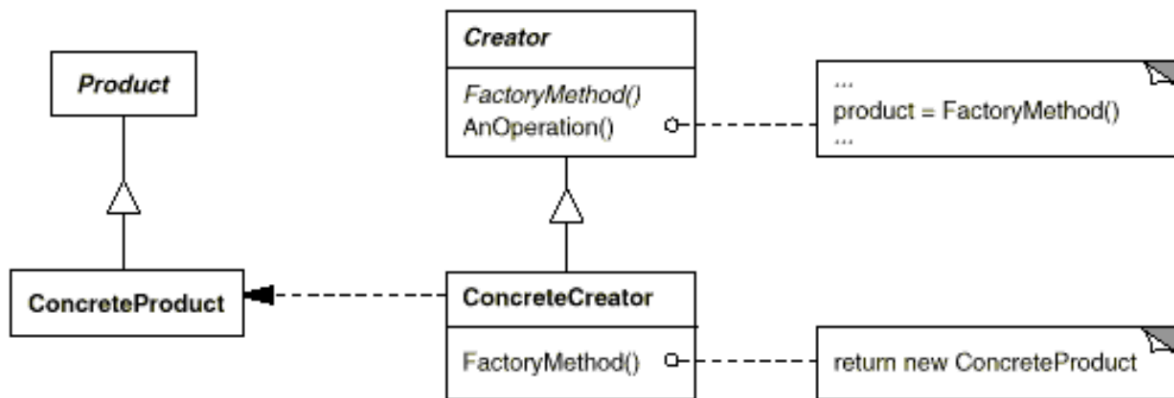 Product
ConcreteProduct
Creator
FactoryMethod()
AnOperation()
...
product = FactoryMethod()
...
ConcreteCreator
FactoryMethod()
return new ConcreteProduct